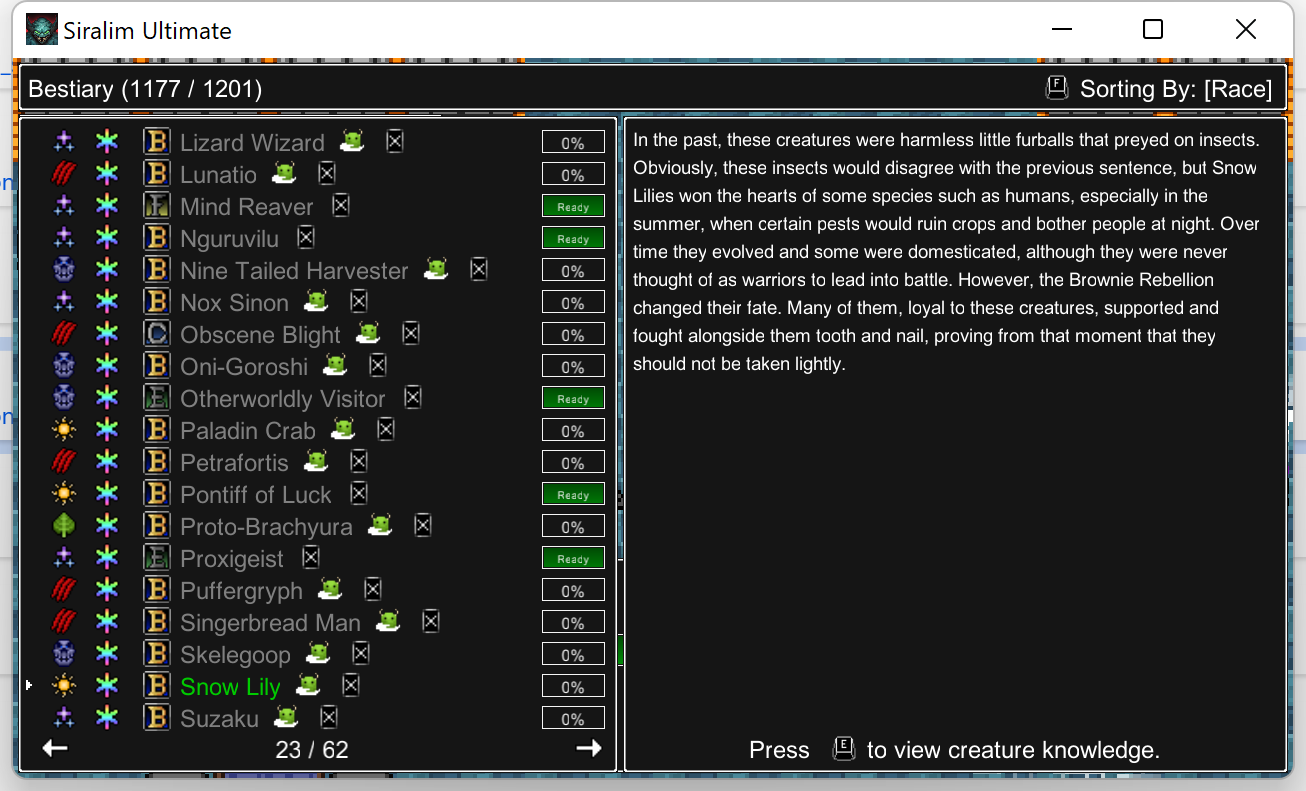 Siralim Ultimate
Bestiary (1177 / 1201)
F Sorting By: [Race]
B Lizard Wizard 0%
B Lunatio 0%
F Mind Reaver Ready
B Nguruvilu Ready
B Nine Tailed Harvester 0%
B Nox Sinon 0%
C Obscene Blight 0%
B Oni-Goroshi 0%
E Otherworldly Visitor Ready
B Paladin Crab 0%
B Petrafortis 0%
B Pontiff of Luck Ready
B Proto-Brachyura 0%
E Proxigeist Ready
B Puffergryph 0%
B Singerbread Man 0%
B Skelegoop 0%
B Snow Lily 0%
B Suzaku 0%
23 / 62
In the past, these creatures were harmless little furballs that preyed on insects.
Obviously, these insects would disagree with the previous sentence, but Snow
Lilies won the hearts of some species such as humans, especially in the
summer, when certain pests would ruin crops and bother people at night. Over
time they evolved and some were domesticated, although they were never
thought of as warriors to lead into battle. However, the Brownie Rebellion
changed their fate. Many of them, loyal to these creatures, supported and
fought alongside them tooth and nail, proving from that moment that they
should not be taken lightly.
Press E to view creature knowledge.